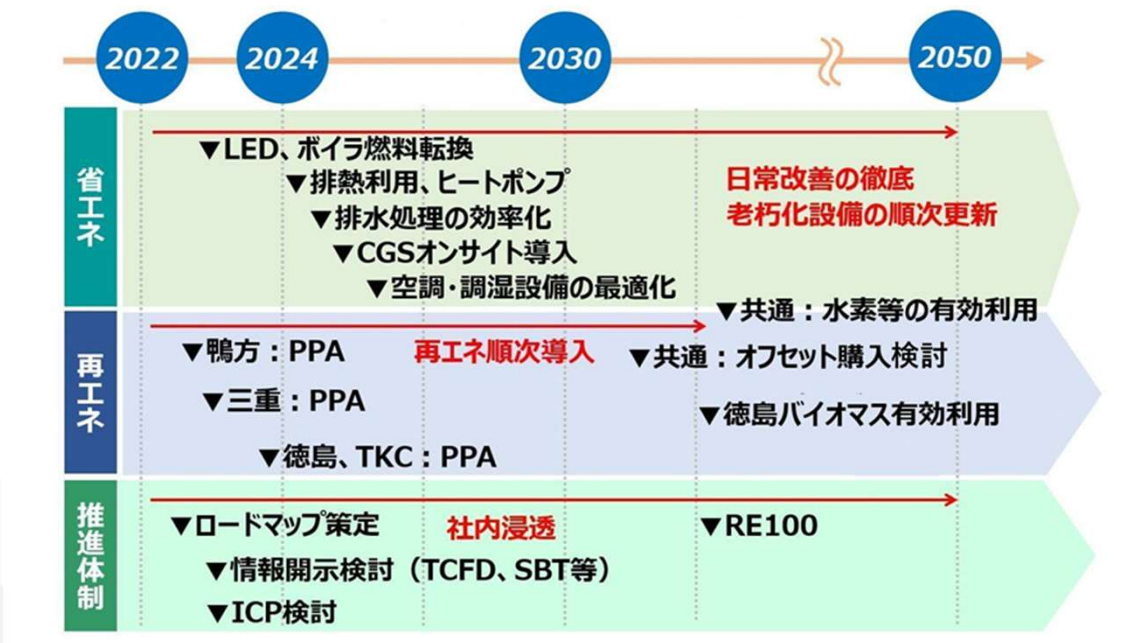 2022 2024 2030 2050
省エネ
▼LED、ボイラ燃料転換
▼排熱利用、ヒートポンプ
▼排水処理の効率化
▼CGSオンサイト導入
▼空調・調湿設備の最適化
日常改善の徹底
老朽化設備の順次更新
▼共通：水素等の有効利用
再エネ
▼鴨方：PPA
再エネ順次導入
▼共通：オフセット購入検討
▼三重：PPA
▼徳島バイオマス有効利用
▼徳島、TKC：PPA
推進体制
▼ロードマップ策定
社内浸透
▼RE100
▼情報開示検討（TCFD、SBT等）
▼ICP検討